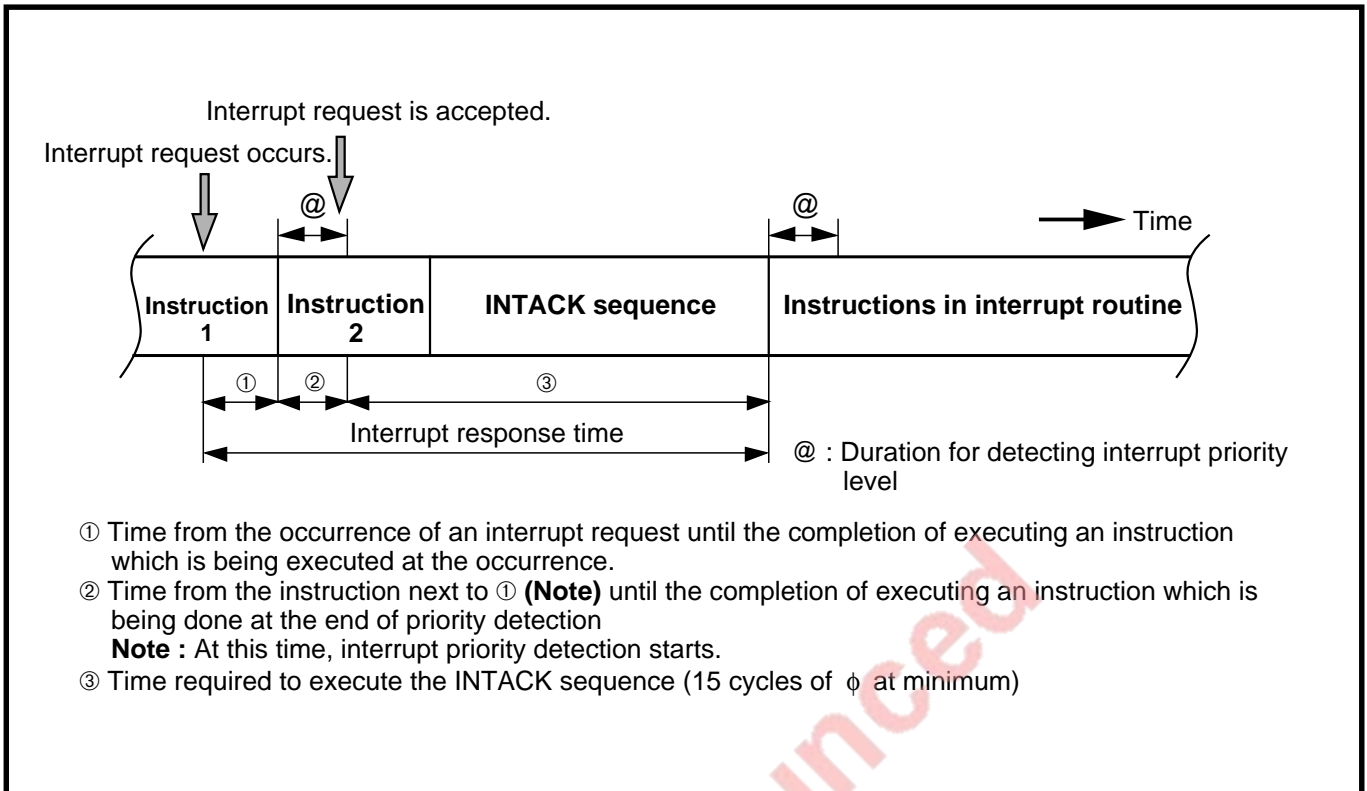 Interrupt request is accepted.
Interrupt request occurs.
@
@
Time
Instruction
1
Instruction
2
INTACK sequence
Instructions in interrupt routine
①
②
③
Interrupt response time
@ : Duration for detecting interrupt priority
level
① Time from the occurrence of an interrupt request until the completion of executing an instruction
which is being executed at the occurrence.
② Time from the instruction next to ① (Note) until the completion of executing an instruction which is
being done at the end of priority detection
Note : At this time, interrupt priority detection starts.
③ Time required to execute the INTACK sequence (15 cycles of ϕ at minimum)